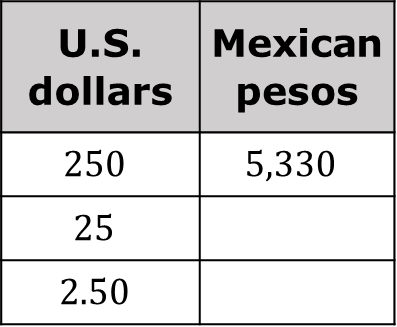 U.S. dollars | Mexican pesos
250 | 5,330
25 |
2.50 |